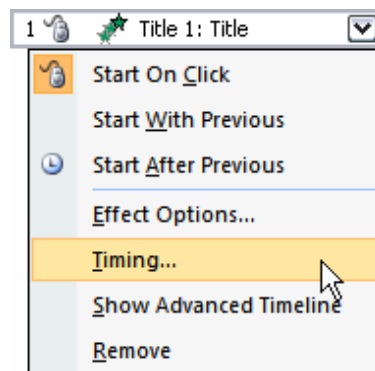 1 Title 1: Title
Start On Click
Start With Previous
Start After Previous
Effect Options...
Timing...
Show Advanced Timeline
Remove